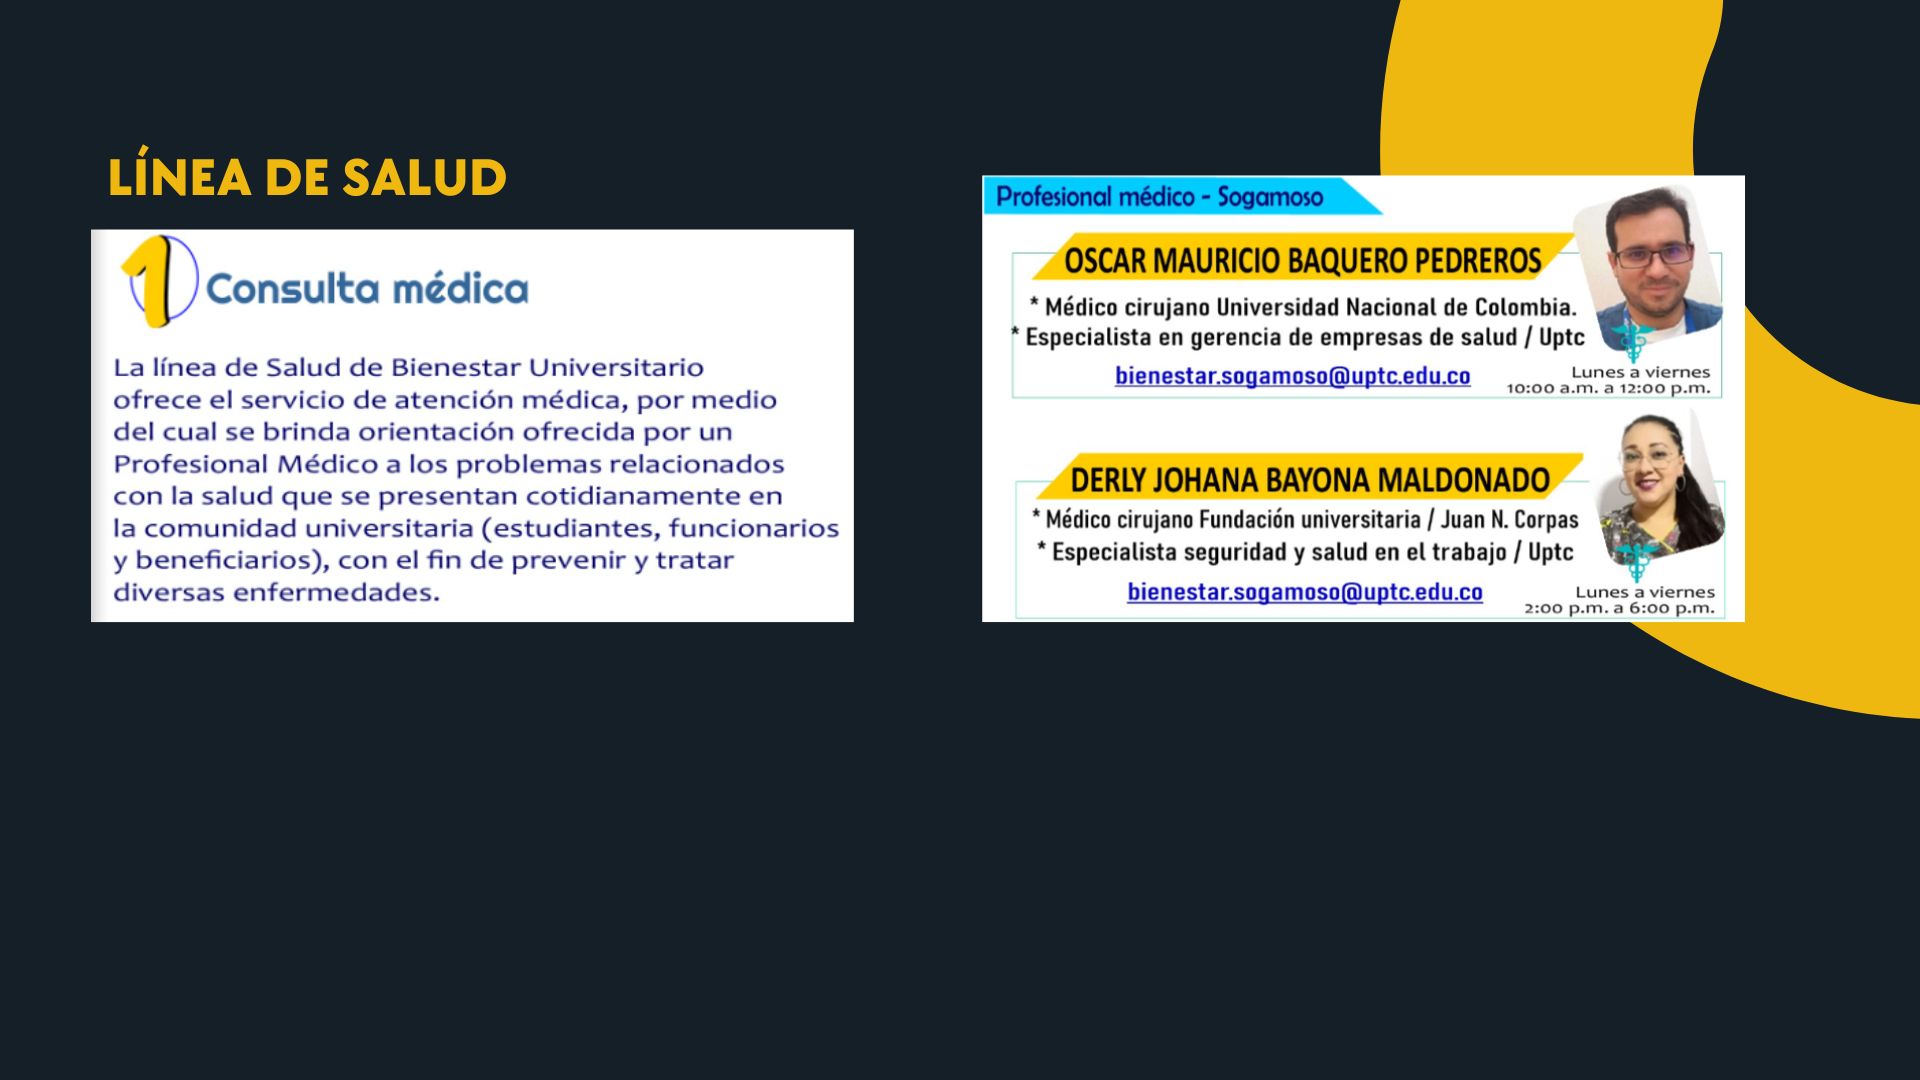 LÍNEA DE SALUD
1 Consulta médica
La línea de Salud de Bienestar Universitario
ofrece el servicio de atención médica, por medio
del cual se brinda orientación ofrecida por un
Profesional Médico a los problemas relacionados
con la salud que se presentan cotidianamente en
la comunidad universitaria (estudiantes, funcionarios
y beneficiarios), con el fin de prevenir y tratar
diversas enfermedades.
Profesional médico - Sogamoso
OSCAR MAURICIO BAQUERO PEDREROS
* Médico cirujano Universidad Nacional de Colombia.
* Especialista en gerencia de empresas de salud / Uptc
bienestar.sogamoso@uptc.edu.co
Lunes a viernes
10:00 a.m. a 12:00 p.m.
DERLY JOHANA BAYONA MALDONADO
* Médico cirujano Fundación universitaria / Juan N. Corpas
* Especialista seguridad y salud en el trabajo / Uptc
bienestar.sogamoso@uptc.edu.co
Lunes a viernes
2:00 p.m. a 6:00 p.m.